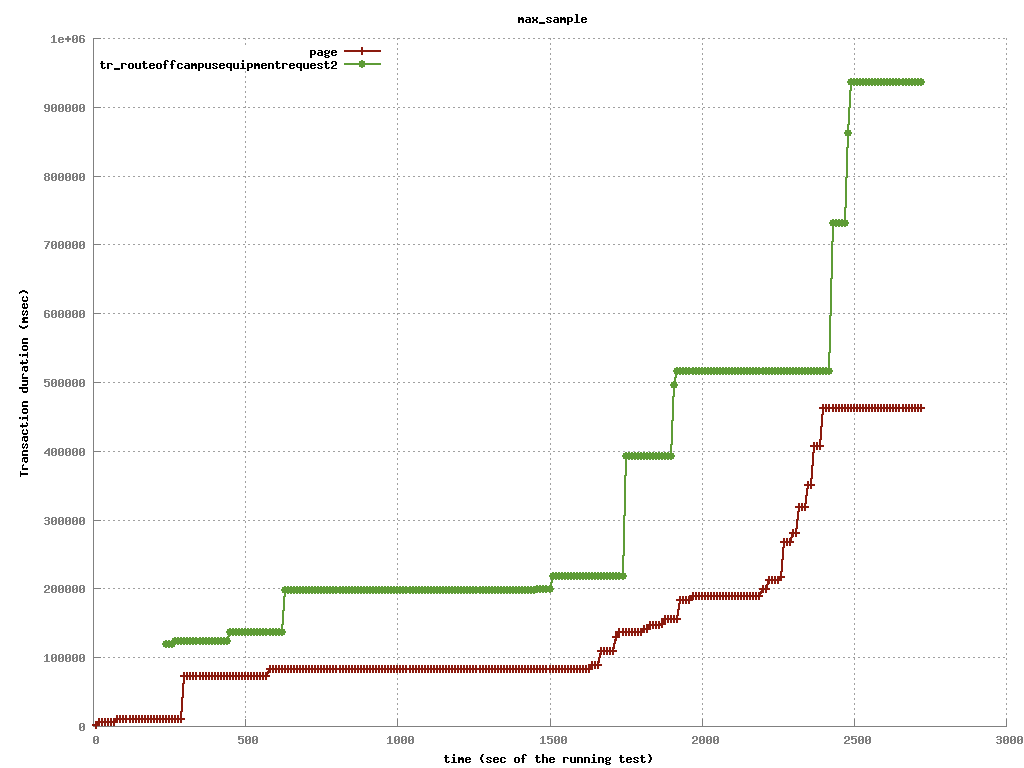 max_sample
1e+06
page
tr_routeoffcampusequipmentrequest2
900000
800000
700000
600000
500000
400000
300000
200000
100000
0
Transaction duration (msec)
0 500 1000 1500 2000 2500 3000
time (sec of the running test)